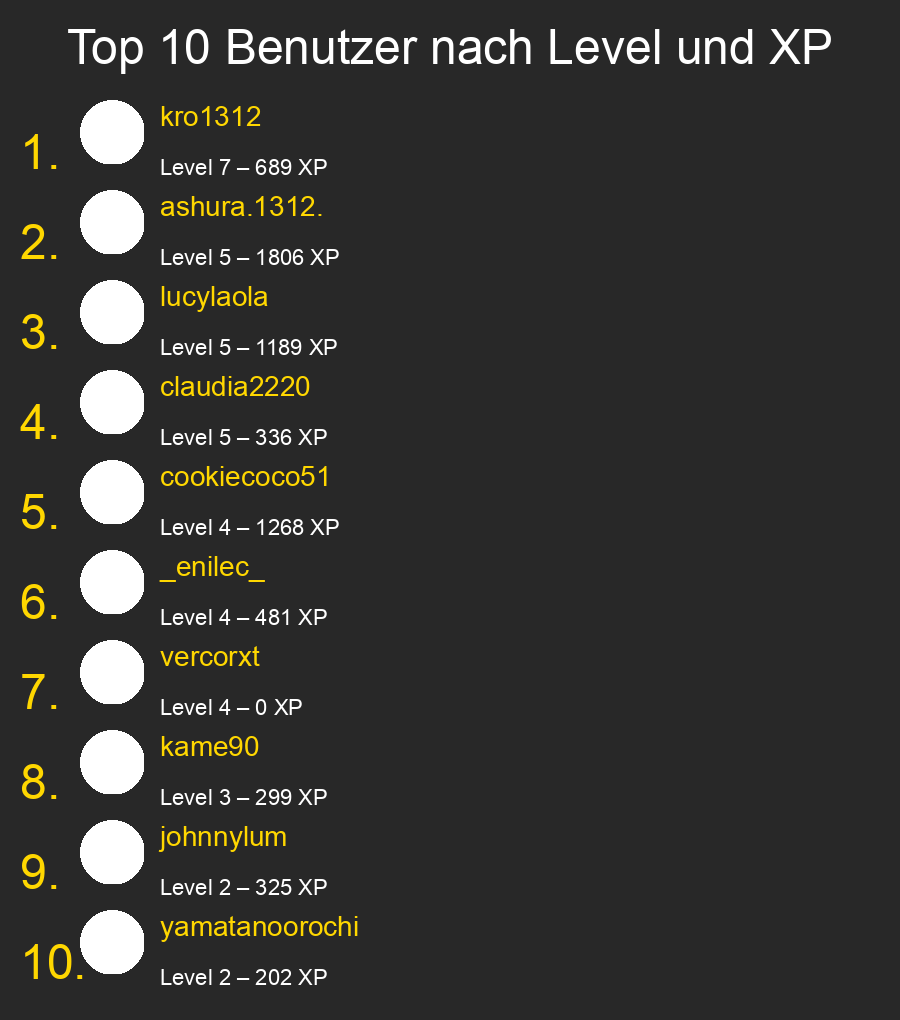 Top 10 Benutzer nach Level und XP
1.
kro1312
Level 7 – 689 XP
2.
ashura.1312.
Level 5 – 1806 XP
3.
lucylaola
Level 5 – 1189 XP
4.
claudia2220
Level 5 – 336 XP
5.
cookiecoco51
Level 4 – 1268 XP
6.
_enilec_
Level 4 – 481 XP
7.
vercorxt
Level 4 – 0 XP
8.
kame90
Level 3 – 299 XP
9.
johnnylum
Level 2 – 325 XP
10.
yamatanoorochi
Level 2 – 202 XP